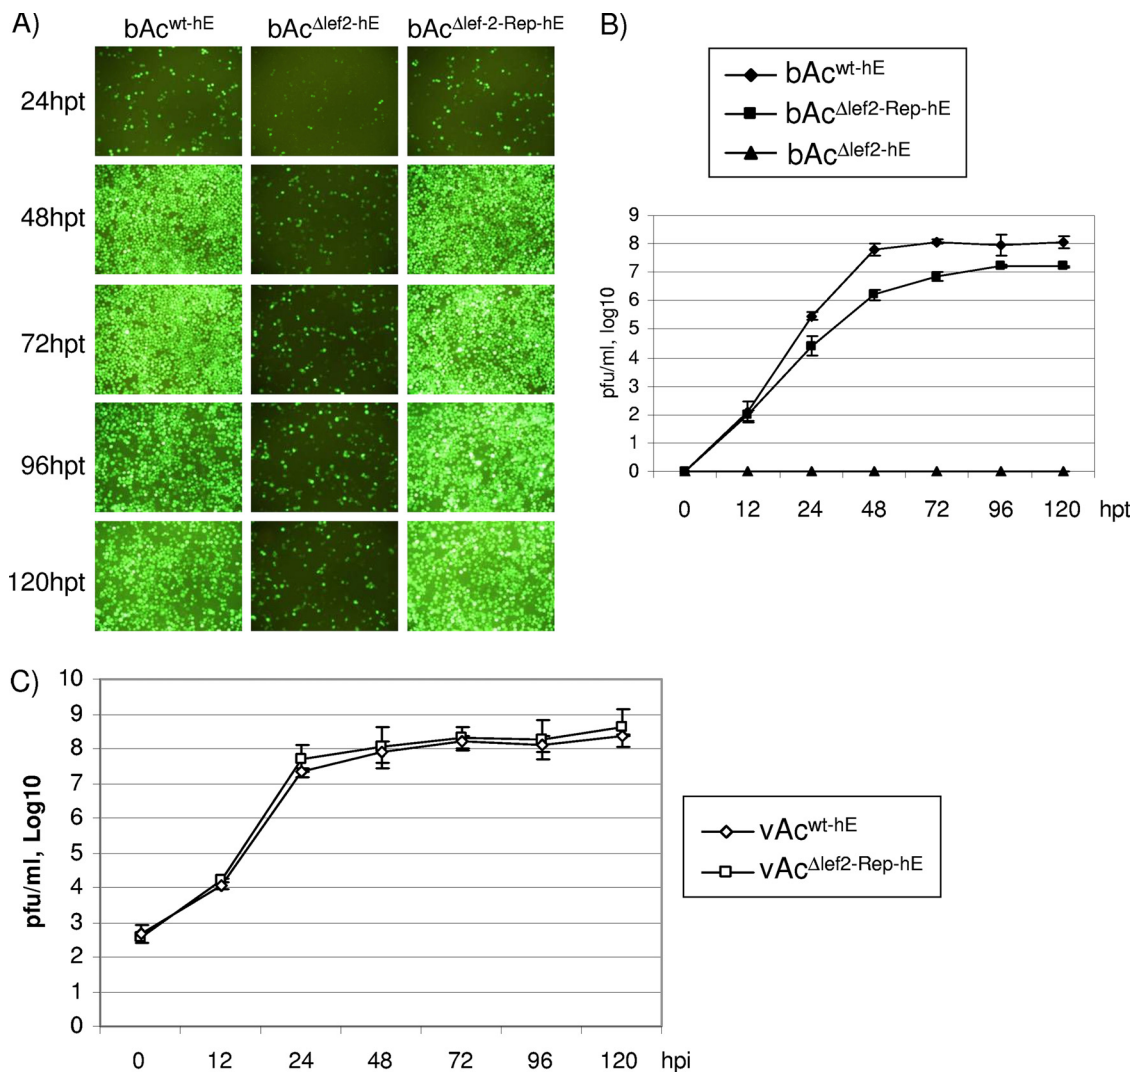 A)
bAc^wt-hE bAc^Δlef2-hE bAc^Δlef-2-Rep-hE
24hpt
48hpt
72hpt
96hpt
120hpt
B)
bAc^wt-hE
bAc^Δlef2-Rep-hE
bAc^Δlef2-hE
pfu/ml, log10
9
8
7
6
5
4
3
2
1
0
0 12 24 48 72 96 120 hpt
C)
pfu/ml, Log10
10
9
8
7
6
5
4
3
2
1
0
0 12 24 48 72 96 120 hpi
vAc^wt-hE
vAc^Δlef2-Rep-hE